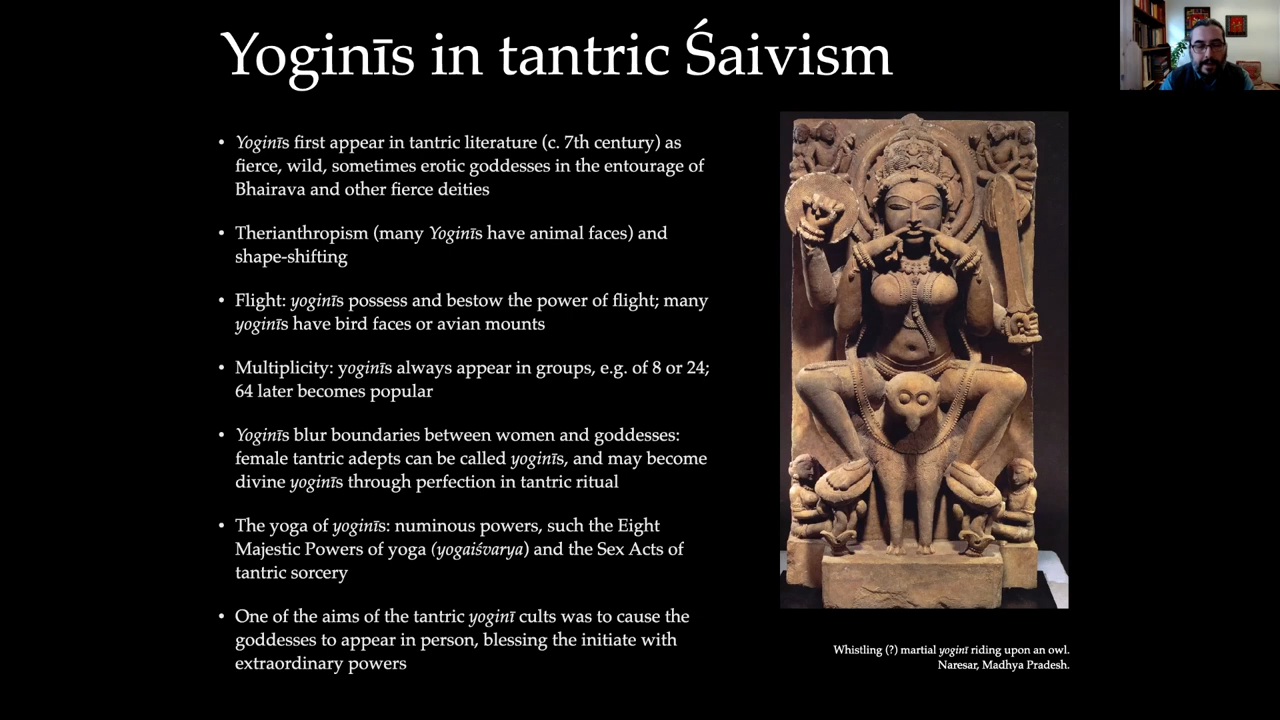 Yoginīs in tantric Śaivism
• Yoginīs first appear in tantric literature (c. 7th century) as
fierce, wild, sometimes erotic goddesses in the entourage of
Bhairava and other fierce deities
• Therianthropism (many Yoginīs have animal faces) and
shape-shifting
• Flight: yoginīs possess and bestow the power of flight; many
yoginīs have bird faces or avian mounts
• Multiplicity: yoginīs always appear in groups, e.g. of 8 or 24;
64 later becomes popular
• Yoginīs blur boundaries between women and goddesses:
female tantric adepts can be called yoginīs, and may become
divine yoginīs through perfection in tantric ritual
• The yoga of yoginīs: numinous powers, such the Eight
Majestic Powers of yoga (yogaiśvarya) and the Sex Acts of
tantric sorcery
• One of the aims of the tantric yoginī cults was to cause the
goddesses to appear in person, blessing the initiate with
extraordinary powers
Whistling (?) martial yoginī riding upon an owl.
Naresar, Madhya Pradesh.